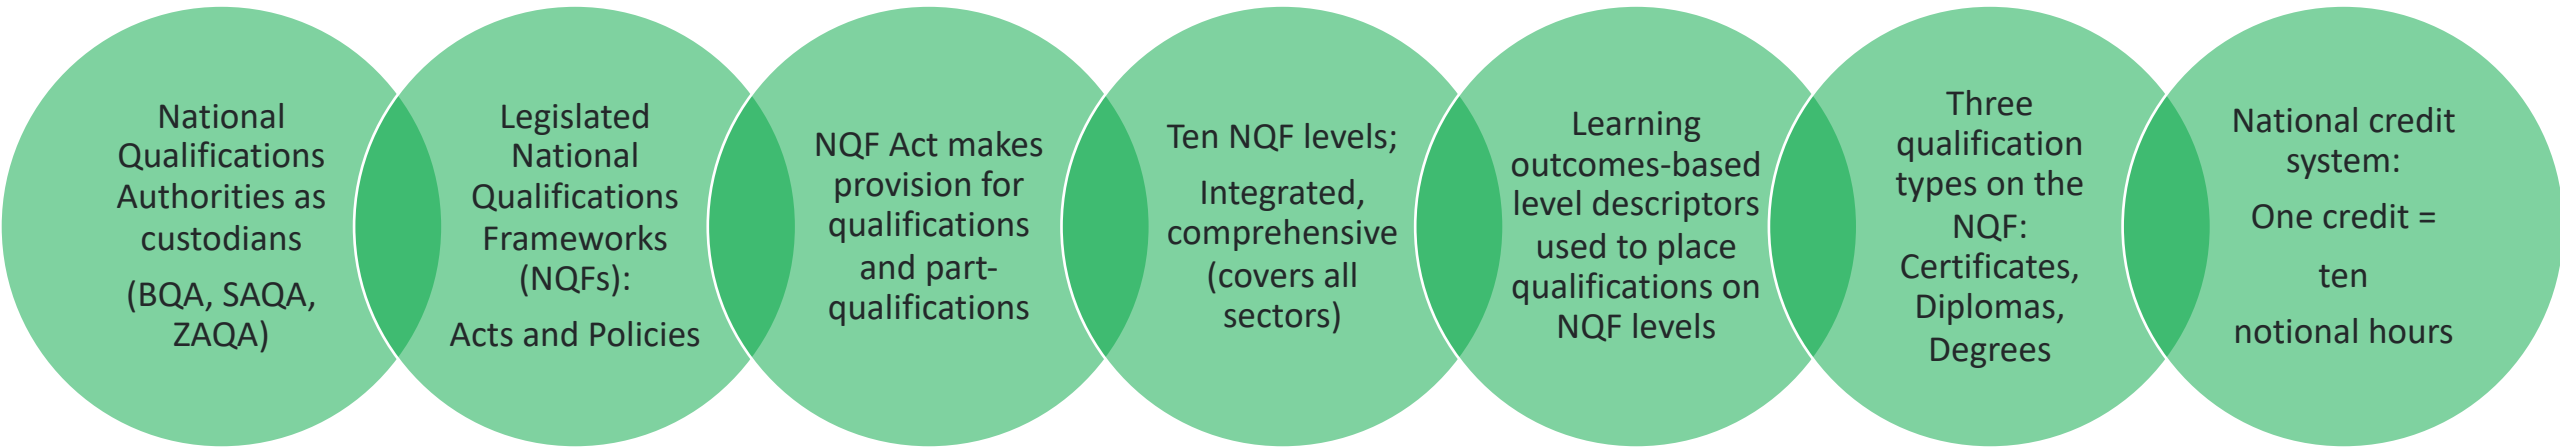 National
Qualifications
Authorities as
custodians
(BQA, SAQA,
ZAQA)
Legislated
National
Qualifications
Frameworks
(NQFs):
Acts and Policies
NQF Act makes
provision for
qualifications
and part-
qualifications
Ten NQF levels;
Integrated,
comprehensive
(covers all
sectors)
Learning
outcomes-based
level descriptors
used to place
qualifications on
NQF levels
Three
qualification
types on the
NQF:
Certificates,
Diplomas,
Degrees
National credit
system:
One credit =
ten
notional hours